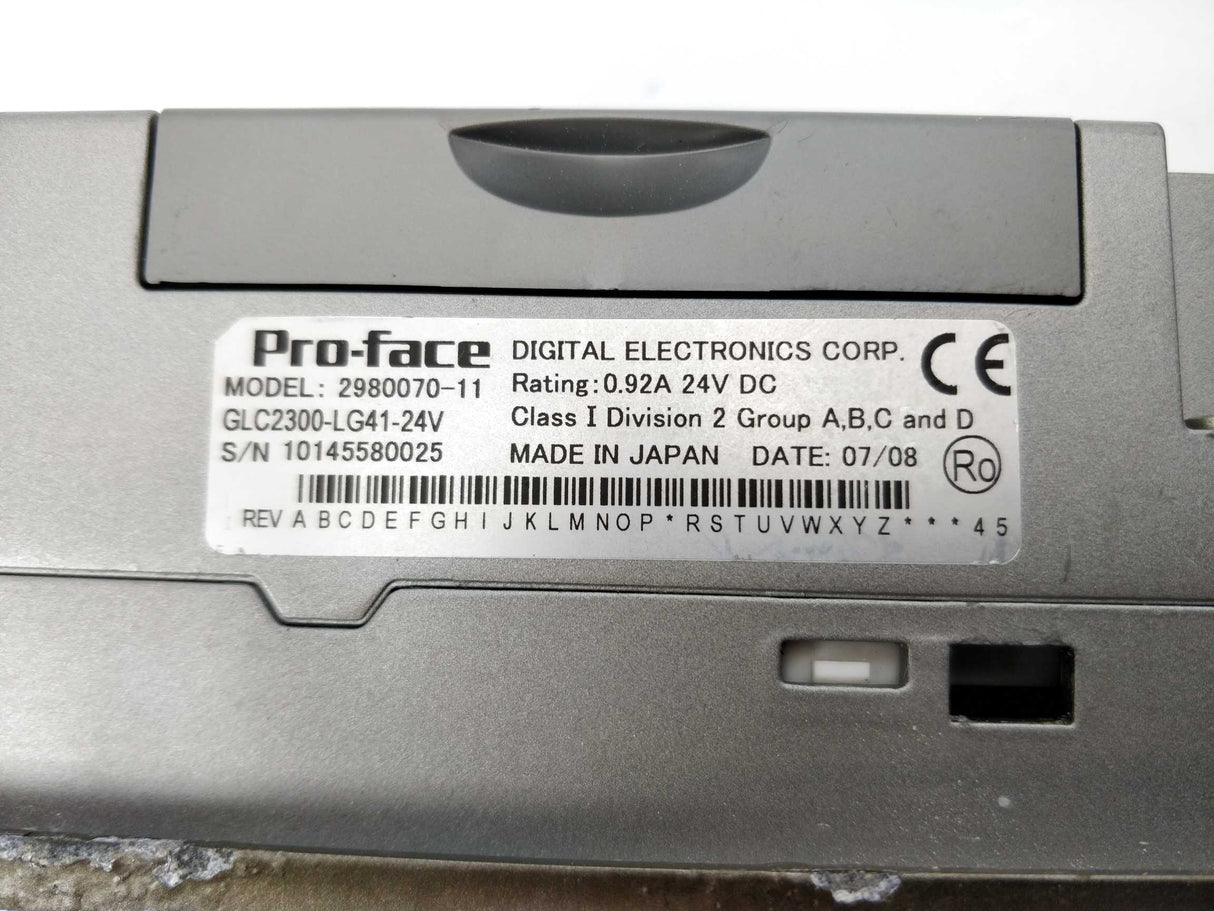 Pro-face DIGITAL ELECTRONICS CORP. CE
MODEL: 2980070-11 Rating:0.92A 24V DC
GLC2300-LG41-24V Class I Division 2 Group A,B,C and D
S/N 10145580025 MADE IN JAPAN DATE: 07/08 Ro
REV A B C D E F G H I J K L M N O P * R S T U V W X Y Z * * * 4 5